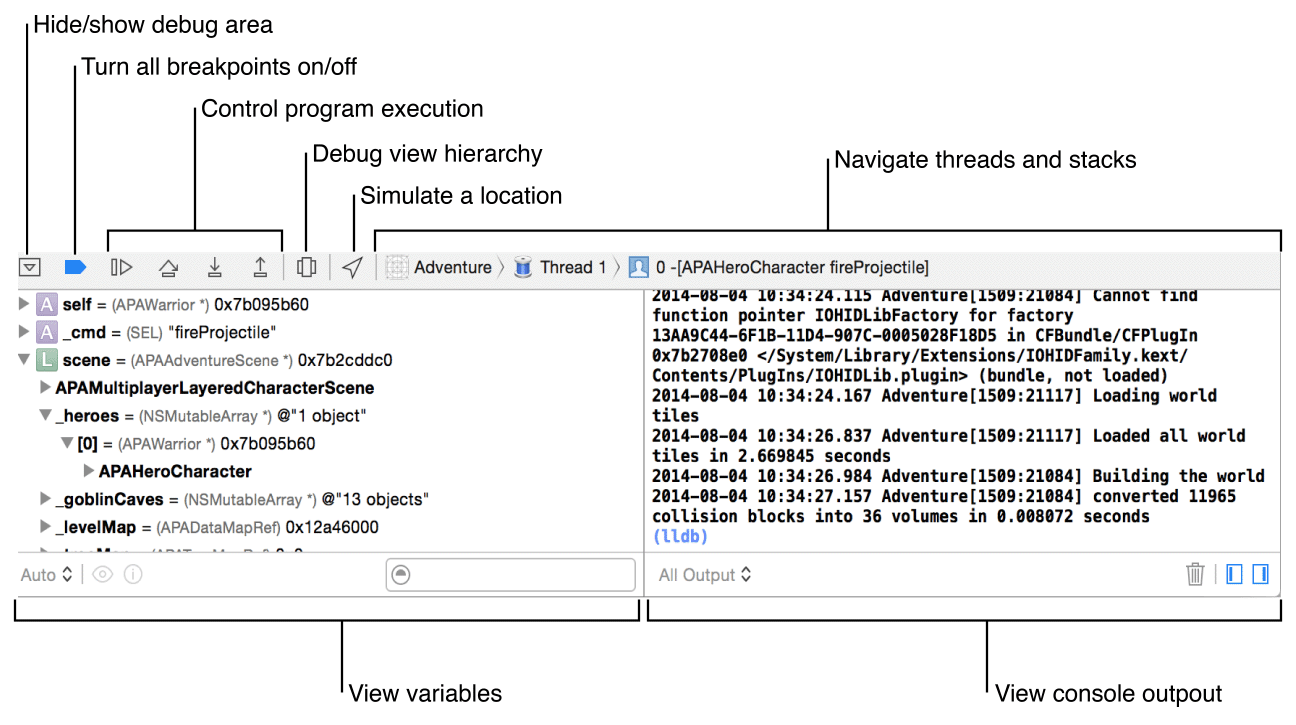 Hide/show debug area
Turn all breakpoints on/off
Control program execution
Debug view hierarchy
Simulate a location
Navigate threads and stacks
Adventure Thread 1 0 -[APAHeroCharacter fireProjectile]
A self = (APAWarrior *) 0x7b095b60
A _cmd = (SEL) "fireProjectile"
L scene = (APAAdventureScene *) 0x7b2cddc0
APAMultiplayerLayeredCharacterScene
_heroes = (NSMutableArray *) @"1 object"
[0] = (APAWarrior *) 0x7b095b60
APAHeroCharacter
_goblinCaves = (NSMutableArray *) @"13 objects"
_levelMap = (APADataMapRef) 0x12a46000
2014-08-04 10:34:24.115 Adventure[1509:21084] Cannot find
function pointer IOHIDLibFactory for factory
13AA9C44-6F1B-11D4-907C-0005028F18D5 in CFBundle/CFPlugIn
0x7b2708e0 </System/Library/Extensions/IOHIDFamily.kext/
Contents/PlugIns/IOHIDLib.plugin> (bundle, not loaded)
2014-08-04 10:34:24.167 Adventure[1509:21117] Loading world
tiles
2014-08-04 10:34:26.837 Adventure[1509:21117] Loaded all world
tiles in 2.669845 seconds
2014-08-04 10:34:26.984 Adventure[1509:21084] Building the world
2014-08-04 10:34:27.157 Adventure[1509:21084] converted 11965
collision blocks into 36 volumes in 0.008072 seconds
(lldb)
Auto
All Output
View variables
View console outpout